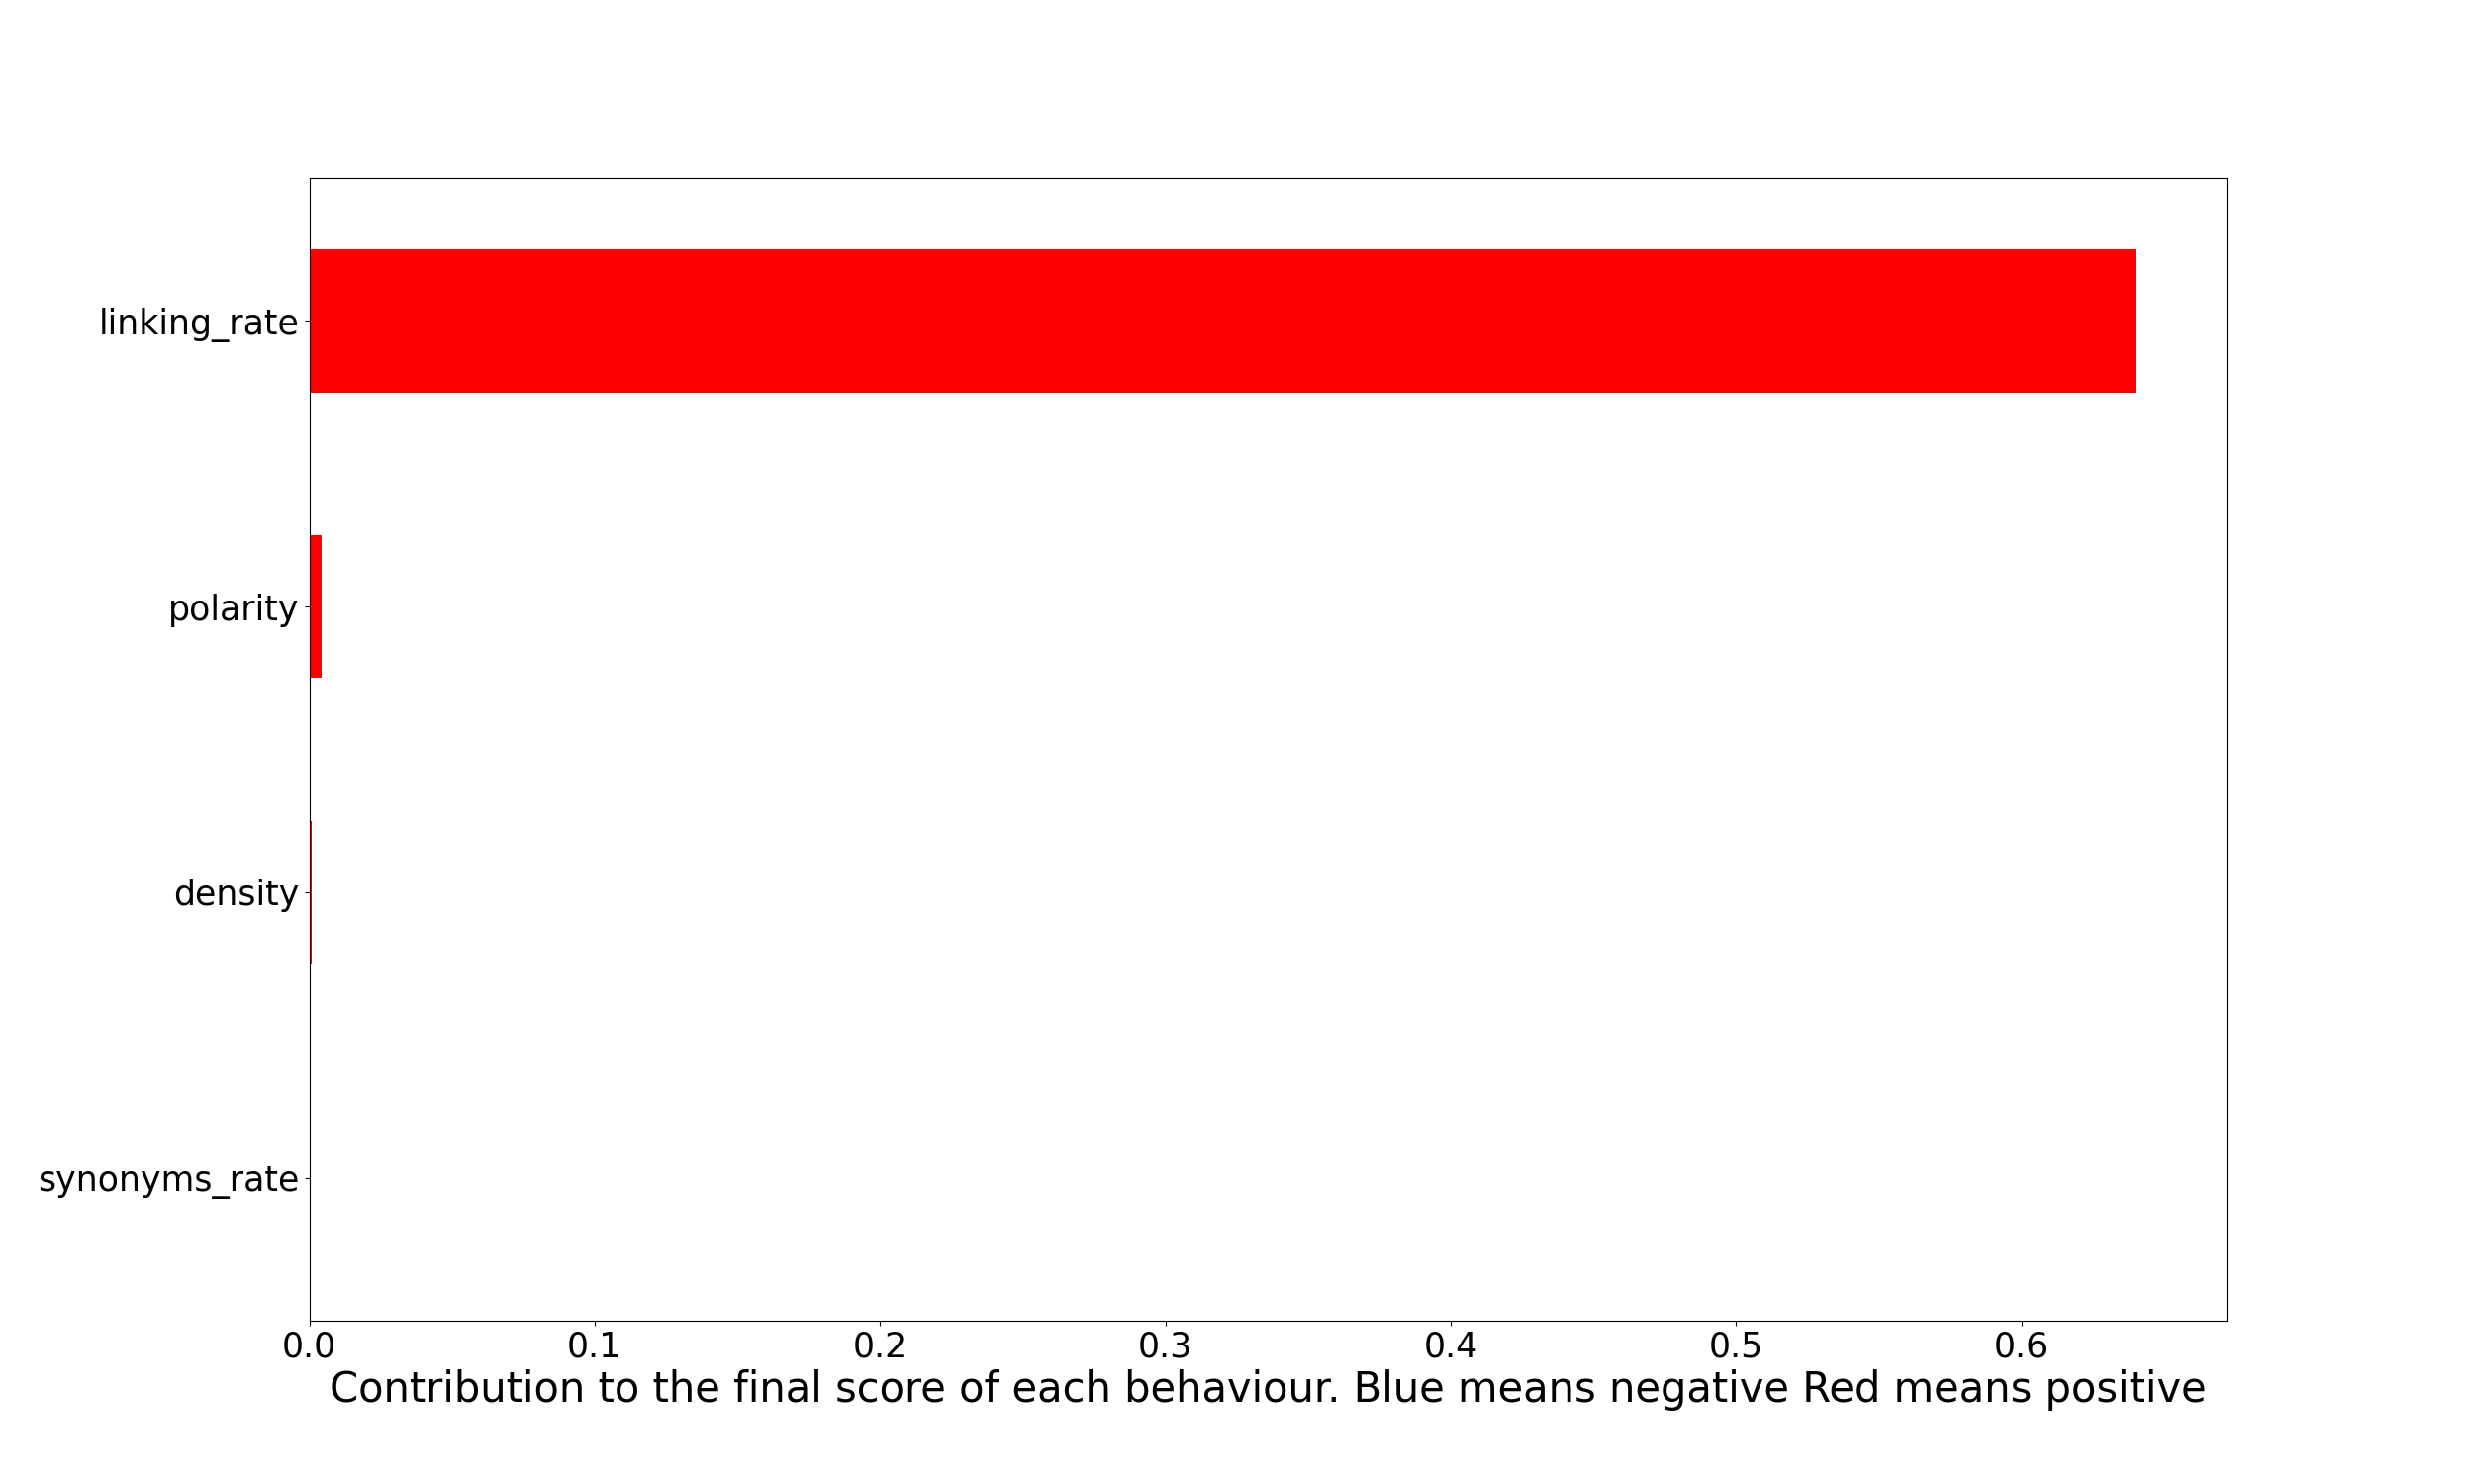 linking_rate
polarity
density
synonyms_rate
0.0 0.1 0.2 0.3 0.4 0.5 0.6
Contribution to the final score of each behaviour. Blue means negative Red means positive